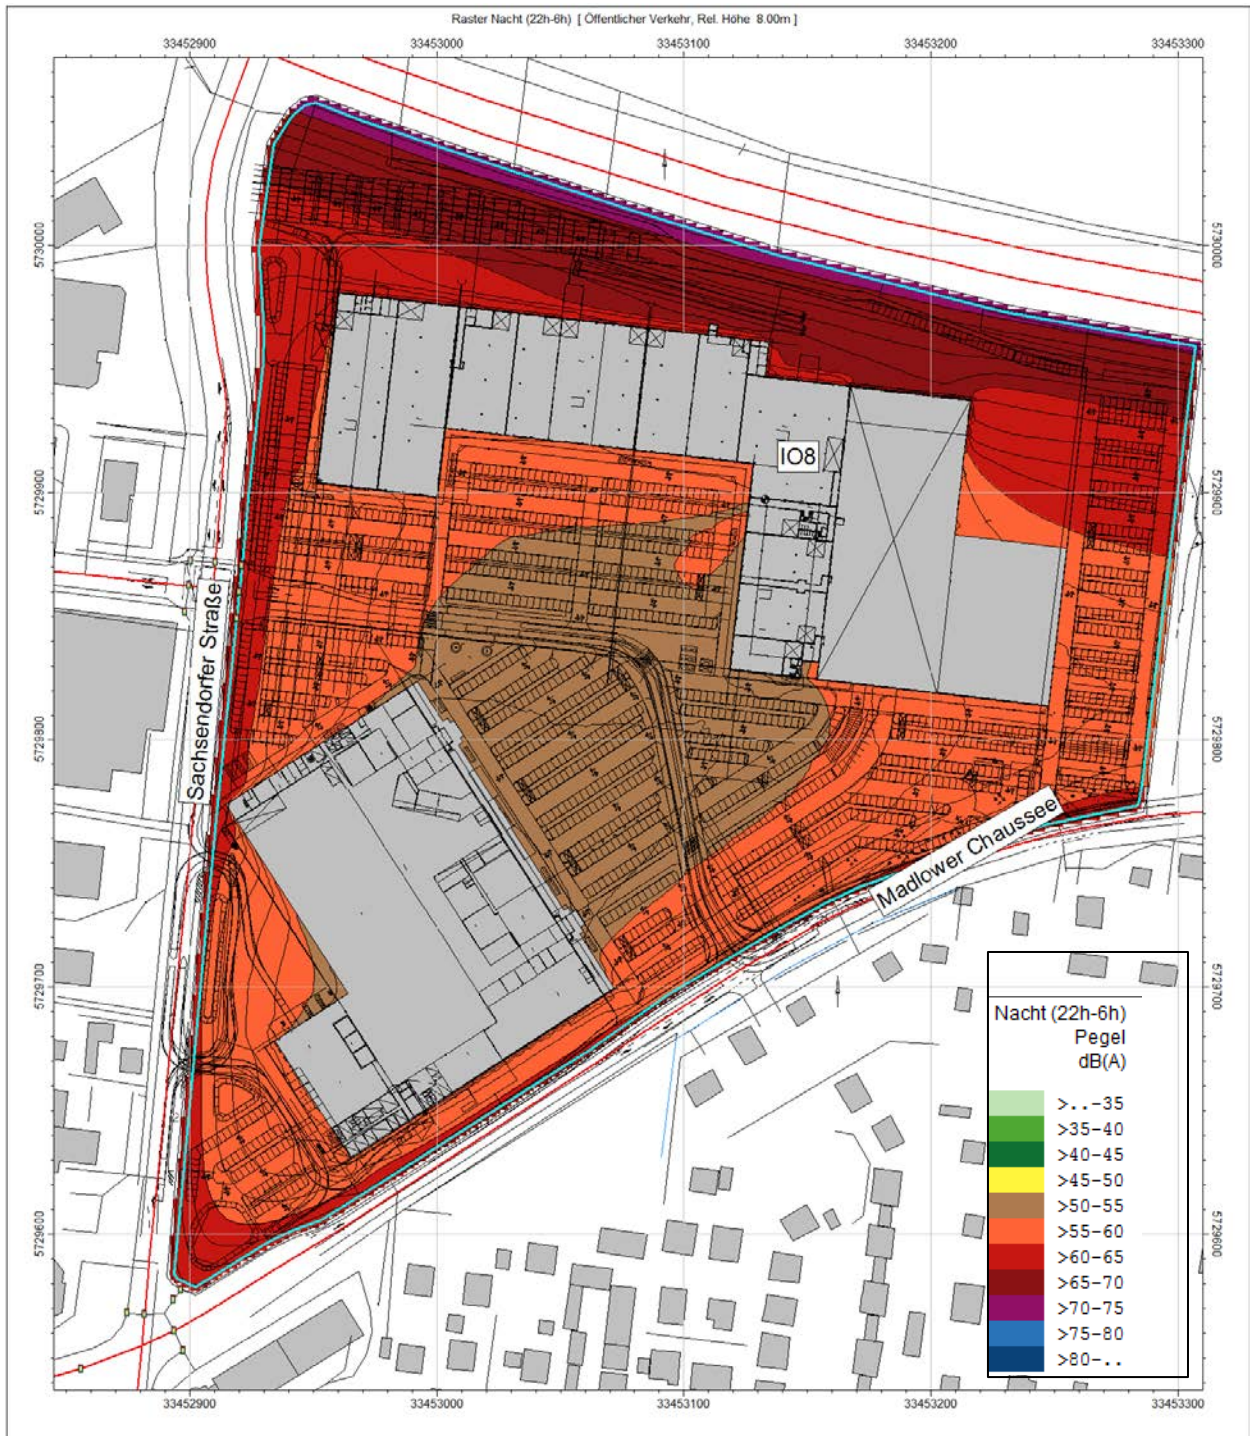 Raster Nacht (22h-6h) [ Öffentlicher Verkehr, Rel. Höhe 8.00m ]
33452900 33453000 33453100 33453200 33453300
5730000 5730000
IO8
5729900 5729900
Sachsendorfer Straße
5729800 5729800
Madlower Chaussee
5729700 5729700
Nacht (22h-6h)
Pegel
dB(A)
>..-35
>35-40
>40-45
>45-50
>50-55
>55-60
>60-65
>65-70
>70-75
>75-80
>80-..
5729600 5729600
33452900 33453000 33453100 33453200 33453300